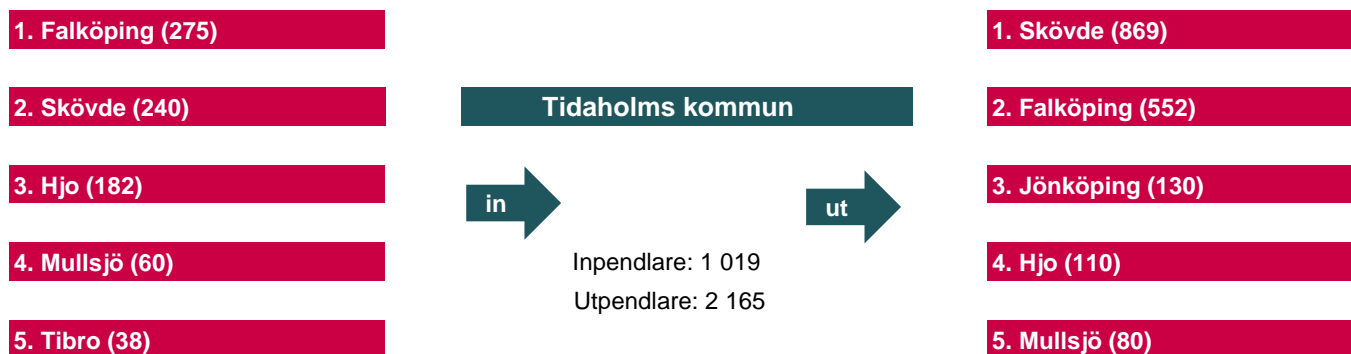 1. Falköping (275)
2. Skövde (240)
3. Hjo (182)
4. Mullsjö (60)
5. Tibro (38)
Tidaholms kommun
in
ut
Inpendlare: 1 019
Utpendlare: 2 165
1. Skövde (869)
2. Falköping (552)
3. Jönköping (130)
4. Hjo (110)
5. Mullsjö (80)